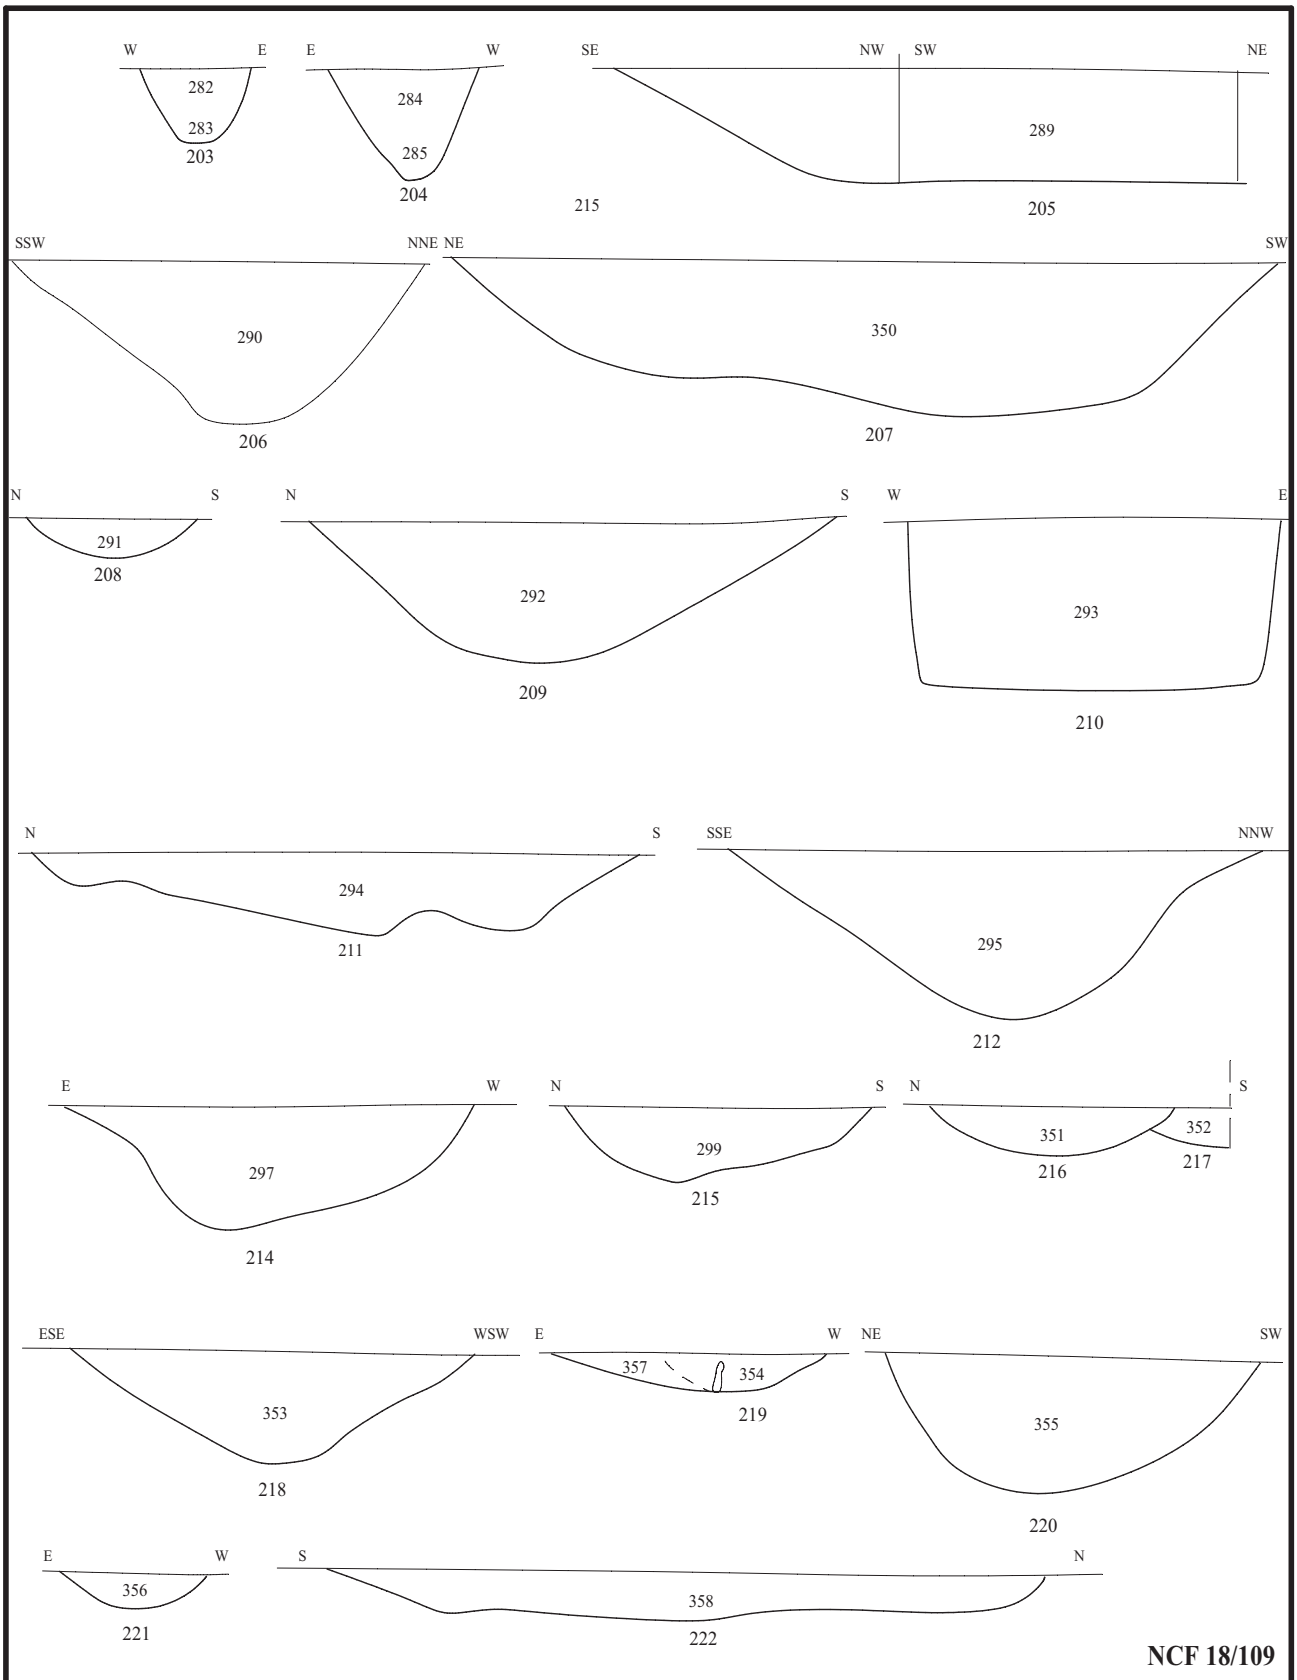 W E E W SE NW SW NE
282 284 289
283 285
203 204 215 205
SSW NNE NE SW
290 350
206 207
N S N S W E
291 292 293
208 209 210
N S SSE NNW
294 295
211 212
E W N S N S
297 299 351 352
214 215 216 217
ESE WSW E W NE SW
353 357 354 355
218 219 220
E W S N
356 358
221 222
NCF 18/109